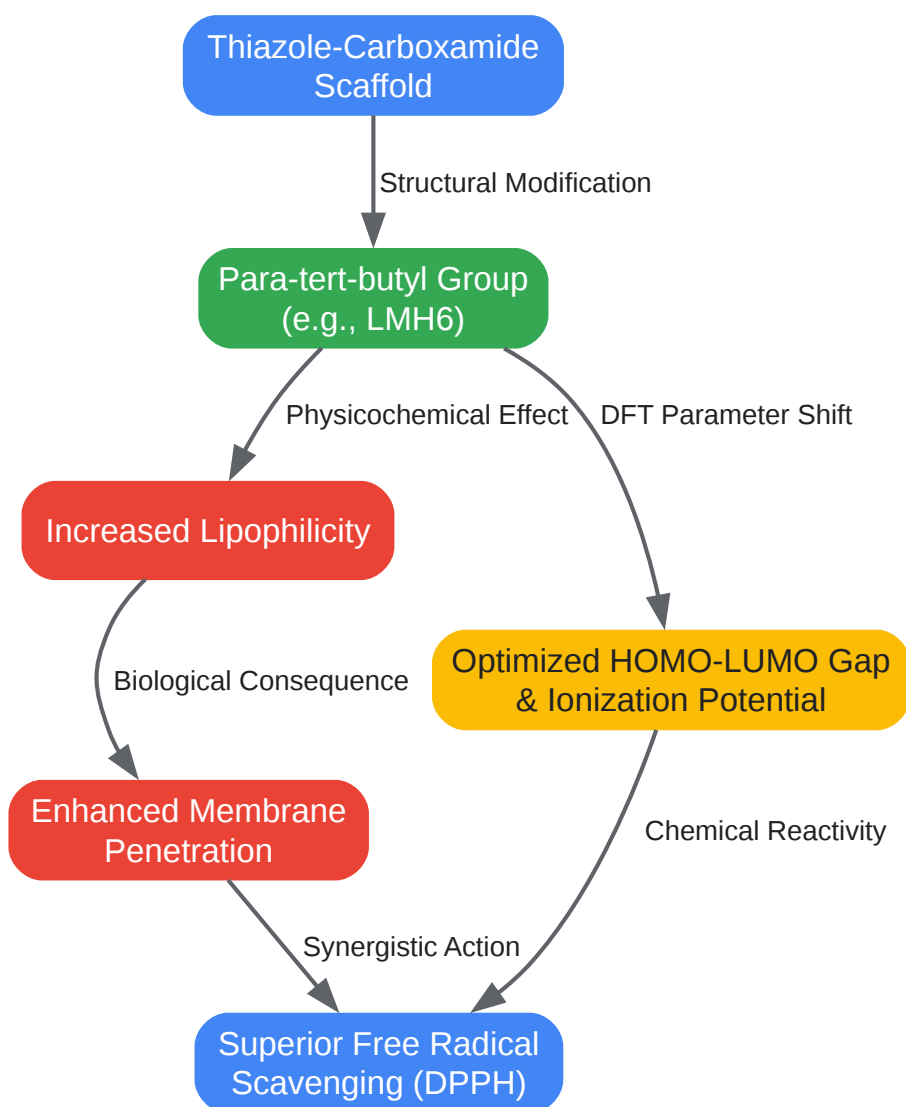 Thiazole-Carboxamide
Scaffold
Structural Modification
Para-tert-butyl Group
(e.g., LMH6)
Physicochemical Effect
DFT Parameter Shift
Increased Lipophilicity
Optimized HOMO-LUMO Gap
& Ionization Potential
Biological Consequence
Enhanced Membrane
Penetration
Chemical Reactivity
Synergistic Action
Superior Free Radical
Scavenging (DPPH)